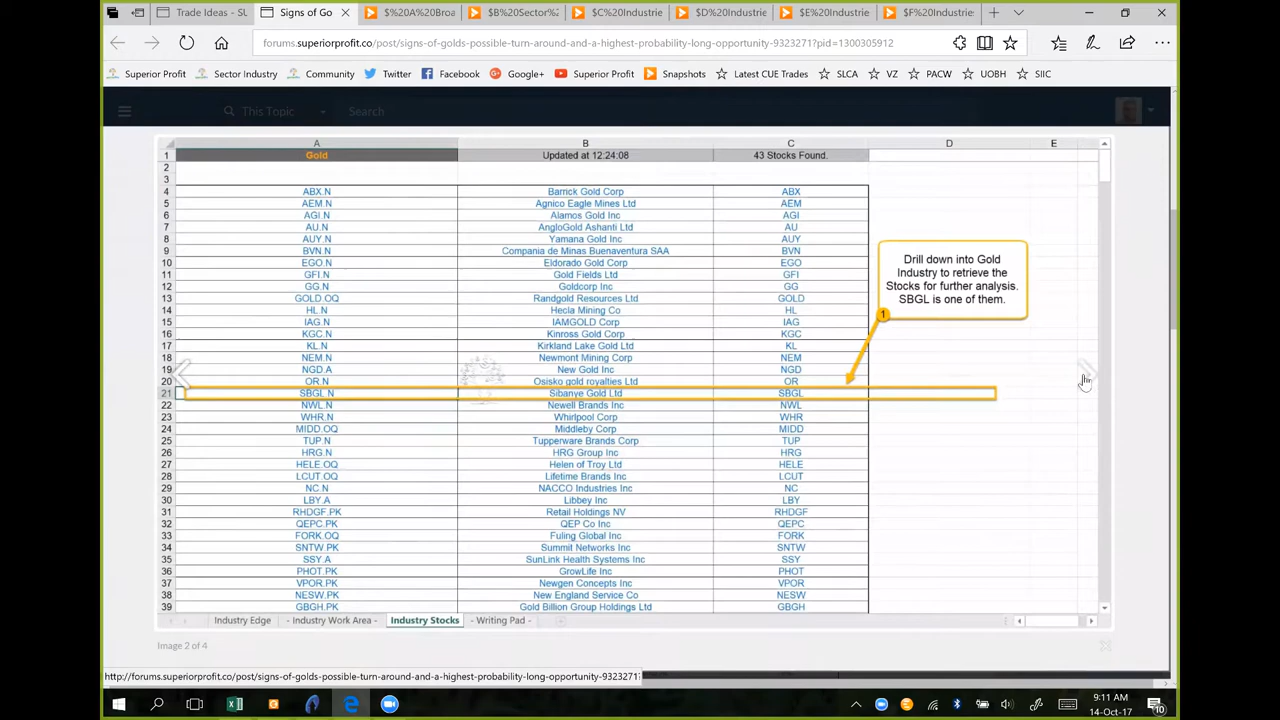 Trade Ideas - SU
Signs of Go
$%20A%20Broa
$B%20Sector%2
$C%20Industrie
$D%20Industrie
$E%20Industrie
$F%20Industries
forums.superiorprofit.co/post/signs-of-golds-possible-turn-around-and-a-highest-probability-long-opportunity-9323271?pid=1300305912
Superior Profit Sector Industry Community Twitter Facebook Google+ Superior Profit Snapshots Latest CUE Trades SLCA VZ PACW UOBH SIIC
This Topic Search
A B C D E
1 Gold Updated at 12:24:08 43 Stocks Found.
2
3
4 ABX.N Barrick Gold Corp ABX
5 AEM.N Agnico Eagle Mines Ltd AEM
6 AGI.N Alamos Gold Inc AGI
7 AU.N AngloGold Ashanti Ltd AU
8 AUY.N Yamana Gold Inc AUY
9 BVN.N Compania de Minas Buenaventura SAA BVN
10 EGO.N Eldorado Gold Corp EGO
11 GFI.N Gold Fields Ltd GFI
12 GG.N Goldcorp Inc GG
13 GOLD.OQ Randgold Resources Ltd GOLD
14 HL.N Hecla Mining Co HL
15 IAG.N IAMGOLD Corp IAG
16 KGC.N Kinross Gold Corp KGC
17 KL.N Kirkland Lake Gold Ltd KL
18 NEM.N Newmont Mining Corp NEM
19 NGD.A New Gold Inc NGD
20 OR.N Osisko gold royalties Ltd OR
21 SBGL.N Sibanye Gold Ltd SBGL
22 NWL.N Newell Brands Inc NWL
23 WHR.N Whirlpool Corp WHR
24 MIDD.OQ Middleby Corp MIDD
25 TUP.N Tupperware Brands Corp TUP
26 HRG.N HRG Group Inc HRG
27 HELE.OQ Helen of Troy Ltd HELE
28 LCUT.OQ Lifetime Brands Inc LCUT
29 NC.N NACCO Industries Inc NC
30 LBY.A Libbey Inc LBY
31 RHDGF.PK Retail Holdings NV RHDGF
32 QEPC.PK QEP Co Inc QEPC
33 FORK.OQ Fuling Global Inc FORK
34 SNTW.PK Summit Networks Inc SNTW
35 SSY.A SunLink Health Systems Inc SSY
36 PHOT.PK GrowLife Inc PHOT
37 VPOR.PK Newgen Concepts Inc VPOR
38 NESW.PK New England Service Co NESW
39 GBGH.PK Gold Billion Group Holdings Ltd GBGH
Drill down into Gold
Industry to retrieve the
Stocks for further analysis.
SBGL is one of them.
1
Industry Edge - Industry Work Area - Industry Stocks - Writing Pad -
Image 2 of 4
http://forums.superiorprofit.co/post/signs-of-golds-possible-turn-around-and-a-highest-probability-long-opportunity-9323271?
9:11 AM
14-Oct-17
10